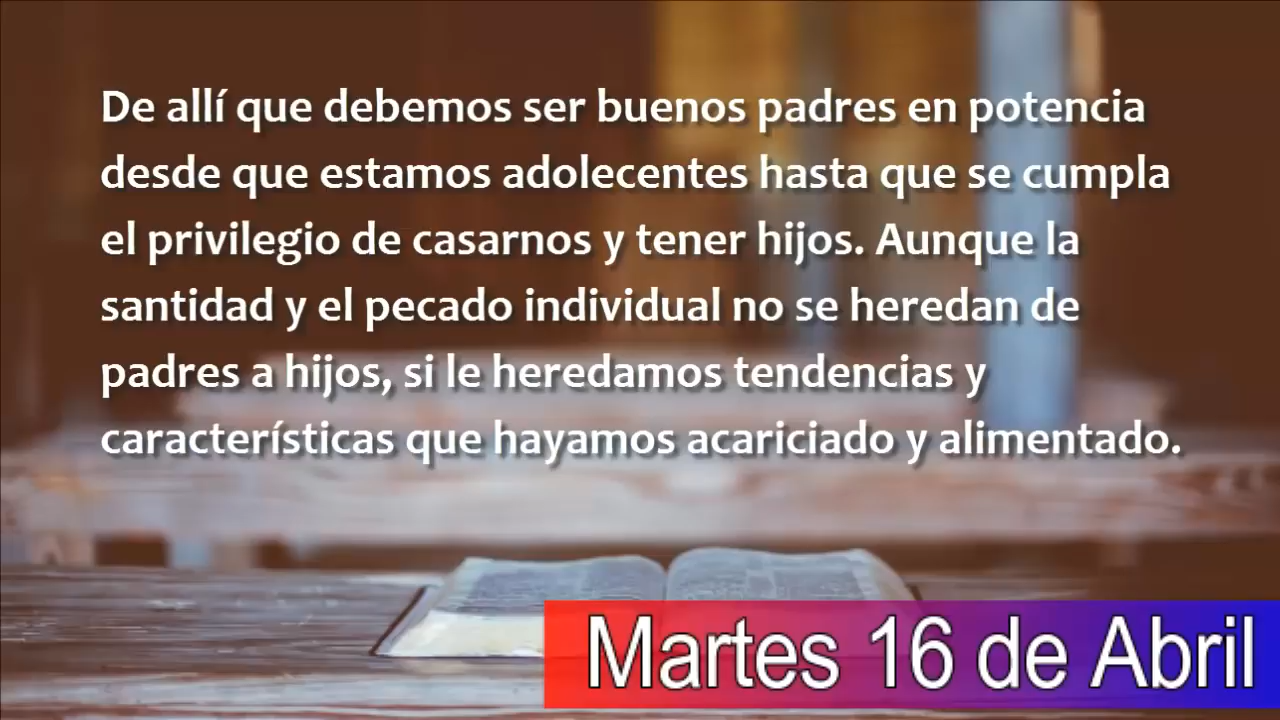 De allí que debemos ser buenos padres en potencia
desde que estamos adolecentes hasta que se cumpla
el privilegio de casarnos y tener hijos. Aunque la
santidad y el pecado individual no se heredan de
padres a hijos, si le heredamos tendencias y
características que hayamos acariciado y alimentado.
Martes 16 de Abril